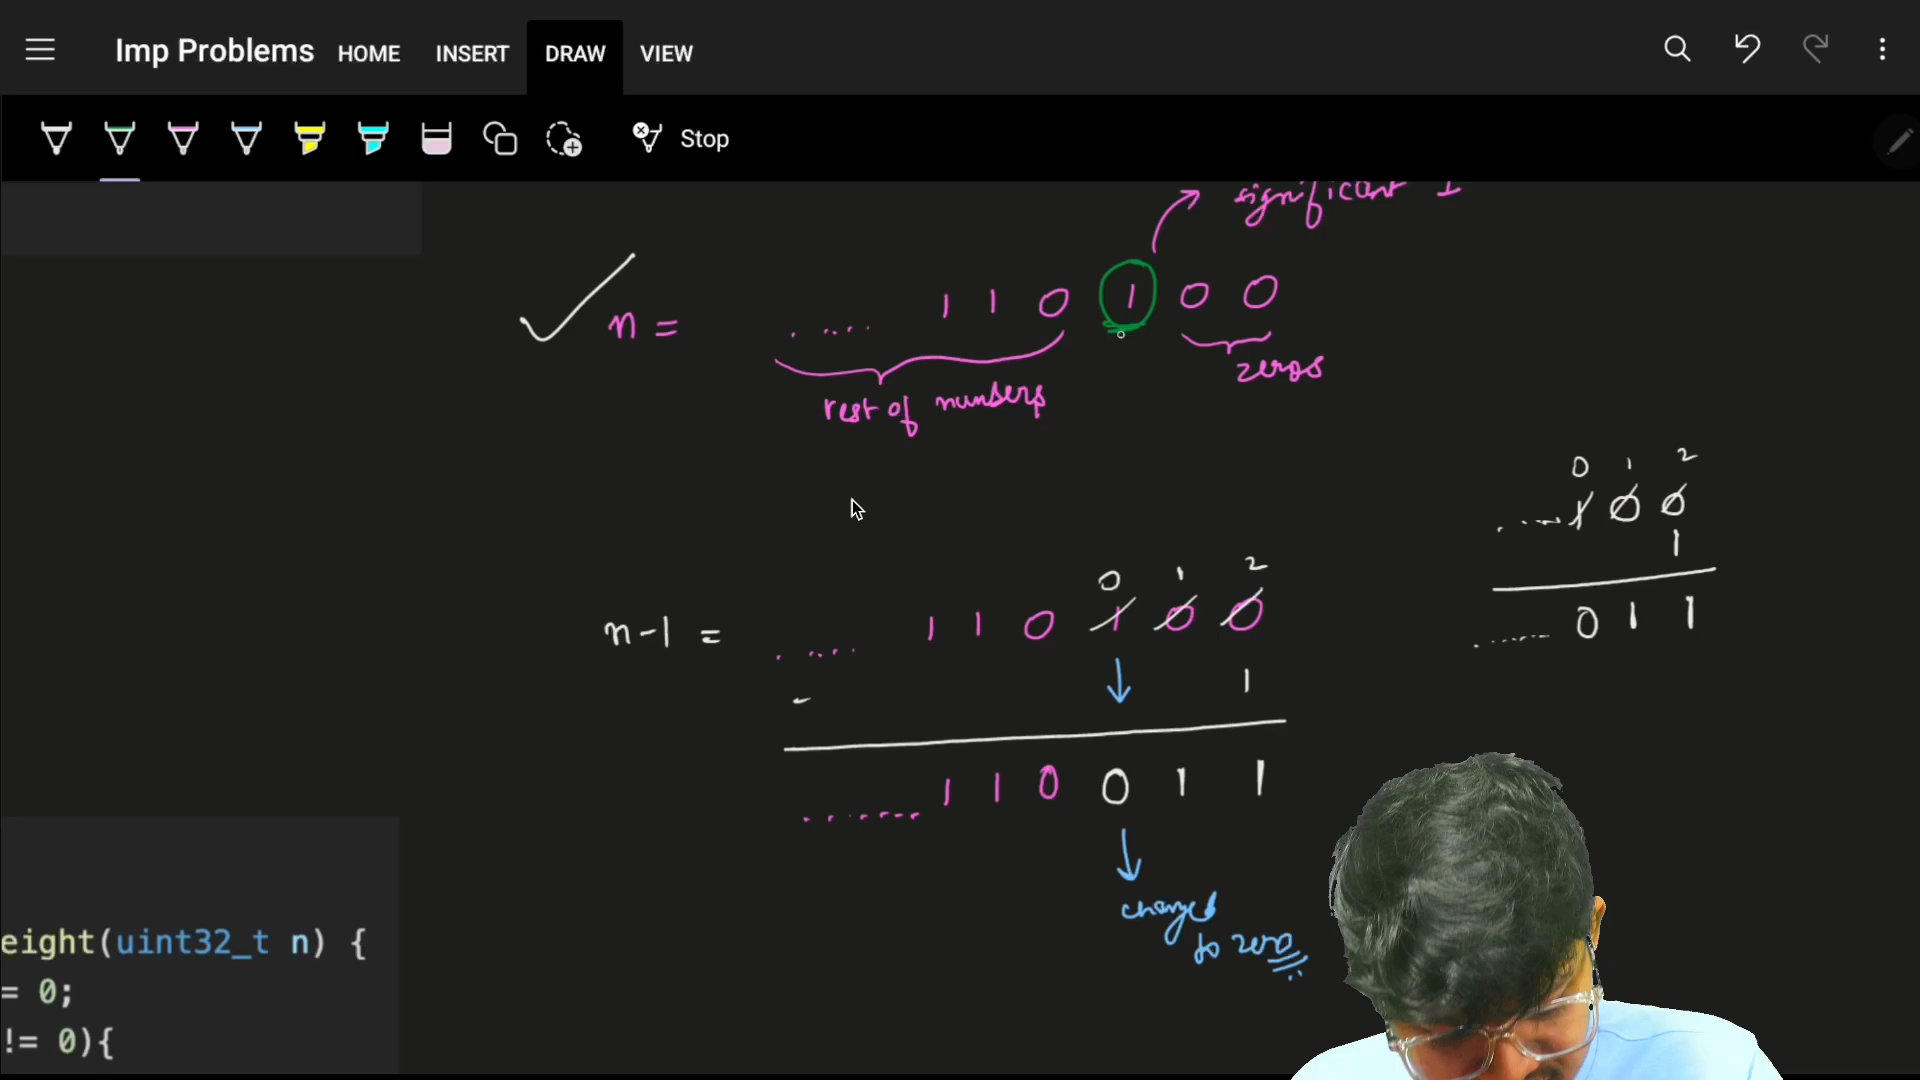 Imp Problems HOME INSERT DRAW VIEW
Stop
significant 1
n = ..... 1 1 0 1 0 0
zeros
rest of numbers
0 1 2
..... 1 0 0
1
....... 0 1 1
0 1 2
n-1 = ..... 1 1 0 1 0 0
- 1
....... 1 1 0 0 1 1
changes
to zero
eight(uint32_t n) {
= 0;
!= 0){